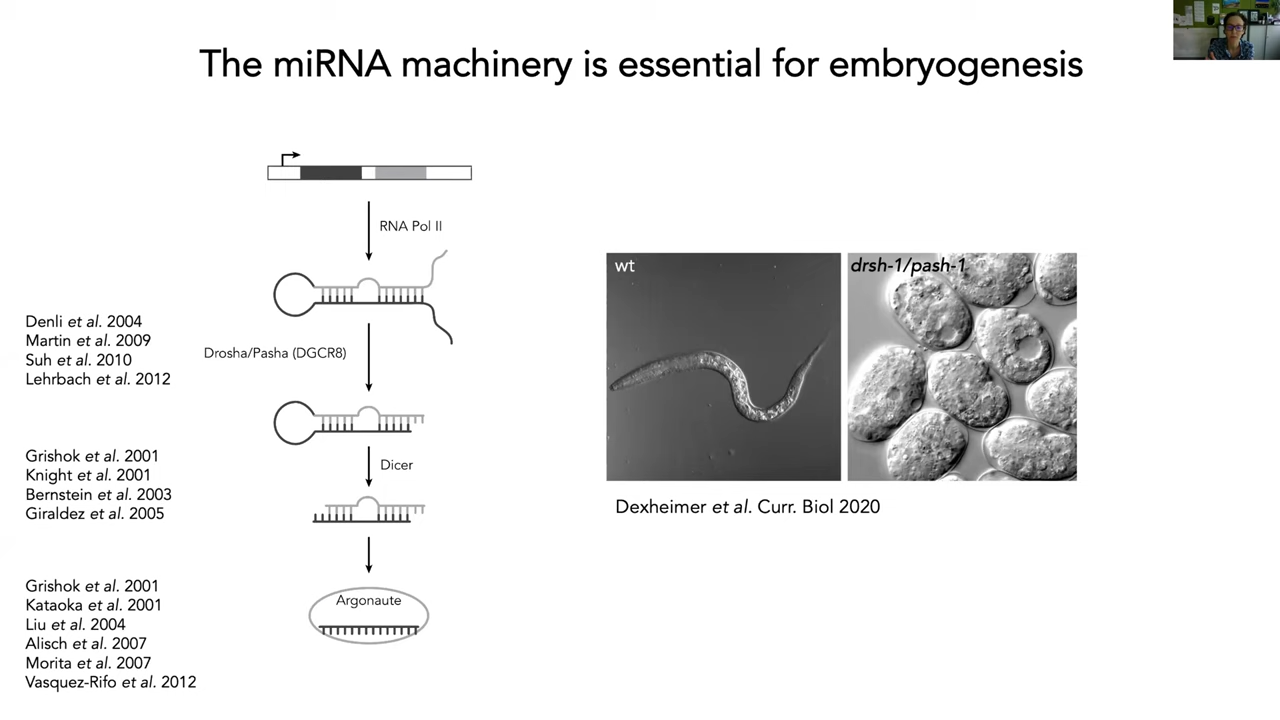 The miRNA machinery is essential for embryogenesis
RNA Pol II
Denli et al. 2004
Martin et al. 2009
Suh et al. 2010
Lehrbach et al. 2012
Drosha/Pasha (DGCR8)
Grishok et al. 2001
Knight et al. 2001
Bernstein et al. 2003
Giraldez et al. 2005
Dicer
Grishok et al. 2001
Kataoka et al. 2001
Liu et al. 2004
Alisch et al. 2007
Morita et al. 2007
Vasquez-Rifo et al. 2012
Argonaute
wt
drsh-1/pash-1
Dexheimer et al. Curr. Biol 2020